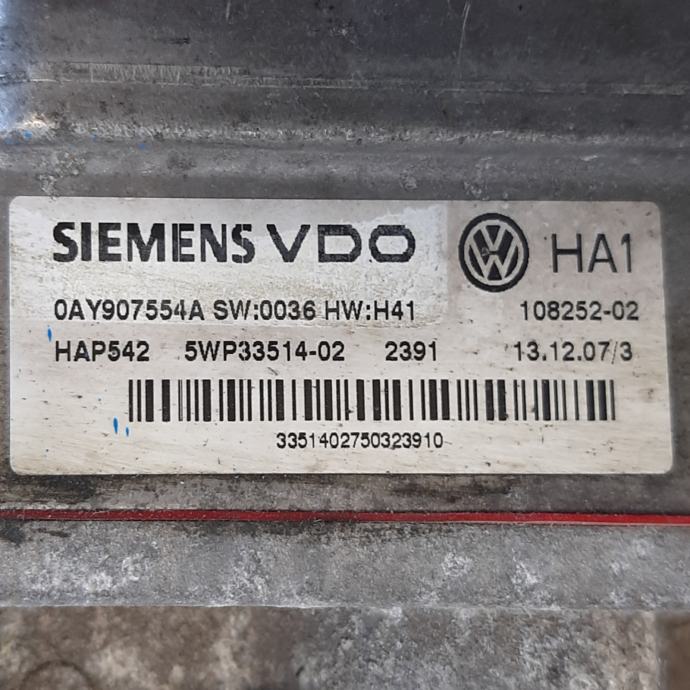 SIEMENS VDO HA1
0AY907554A SW:0036 HW:H41 108252-02
HAP542 5WP33514-02 2391 13.12.07/3
3351402750323910